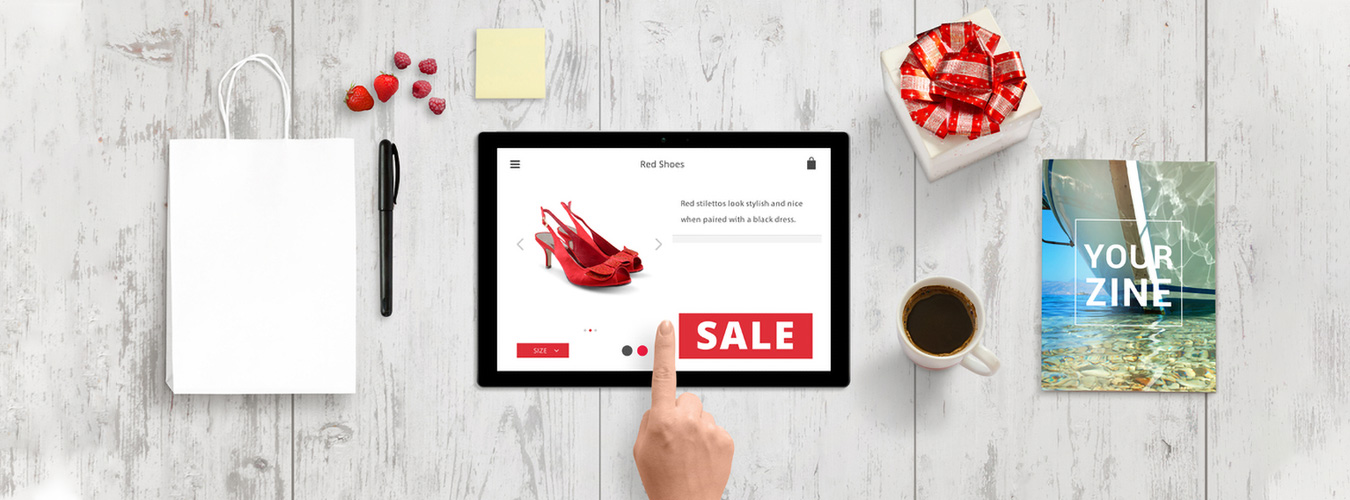 Red Shoes
Red stilettos look stylish and nice
when paired with a black dress.
SALE
SIZE
YOUR
ZINE